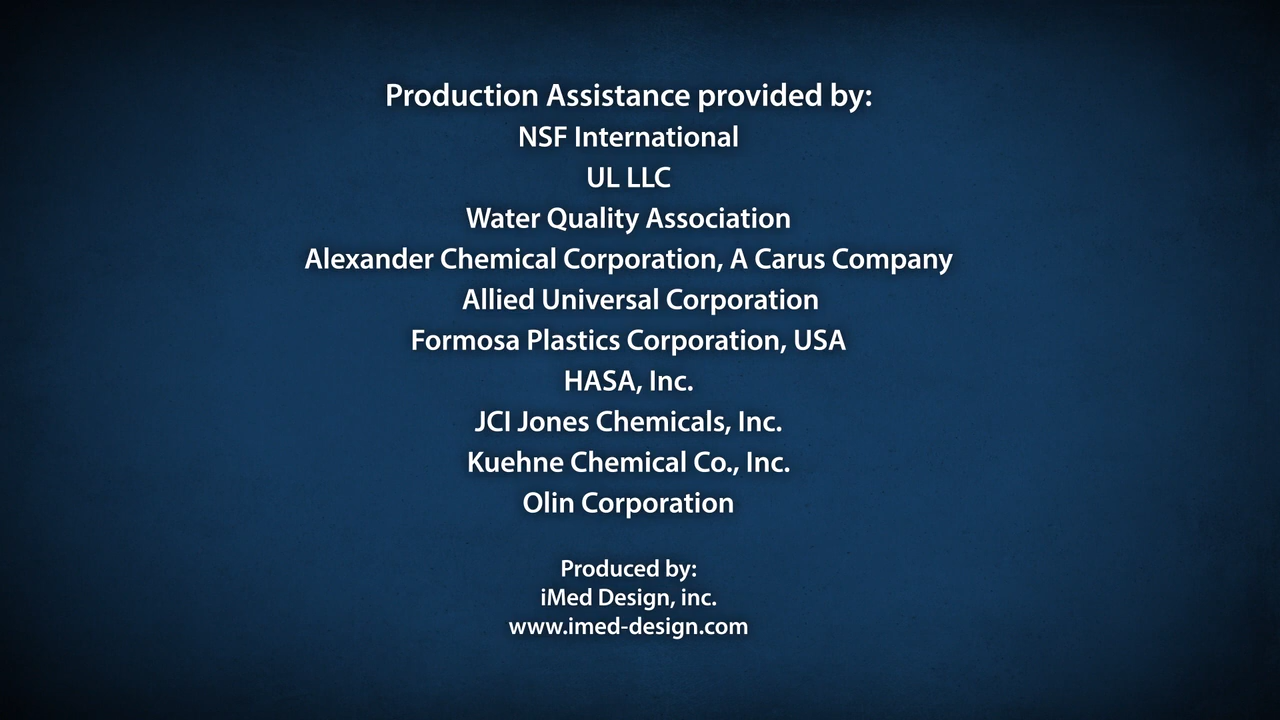 Production Assistance provided by:
NSF International
UL LLC
Water Quality Association
Alexander Chemical Corporation, A Carus Company
Allied Universal Corporation
Formosa Plastics Corporation, USA
HASA, Inc.
JCI Jones Chemicals, Inc.
Kuehne Chemical Co., Inc.
Olin Corporation
Produced by:
iMed Design, inc.
www.imed-design.com